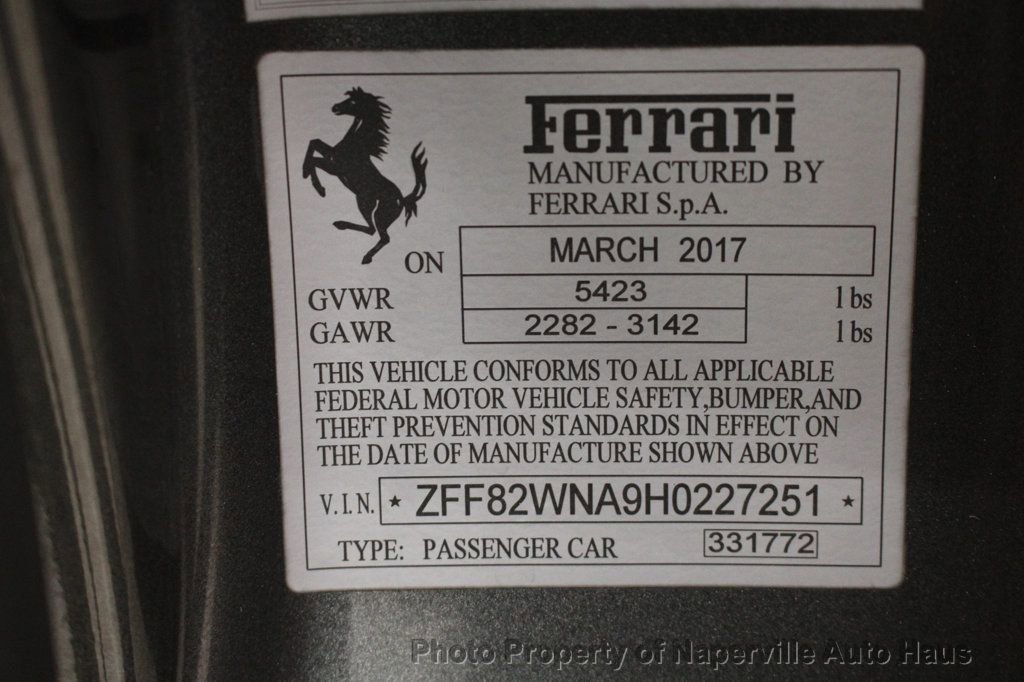 Ferrari
MANUFACTURED BY
FERRARI S.p.A.
ON MARCH 2017
GVWR 5423 lbs
GAWR 2282 - 3142 lbs
THIS VEHICLE CONFORMS TO ALL APPLICABLE
FEDERAL MOTOR VEHICLE SAFETY,BUMPER,AND
THEFT PREVENTION STANDARDS IN EFFECT ON
THE DATE OF MANUFACTURE SHOWN ABOVE
V.I.N. ★ ZFF82WNA9H0227251 ★
TYPE: PASSENGER CAR 331772
Photo Property of Naperville Auto Haus